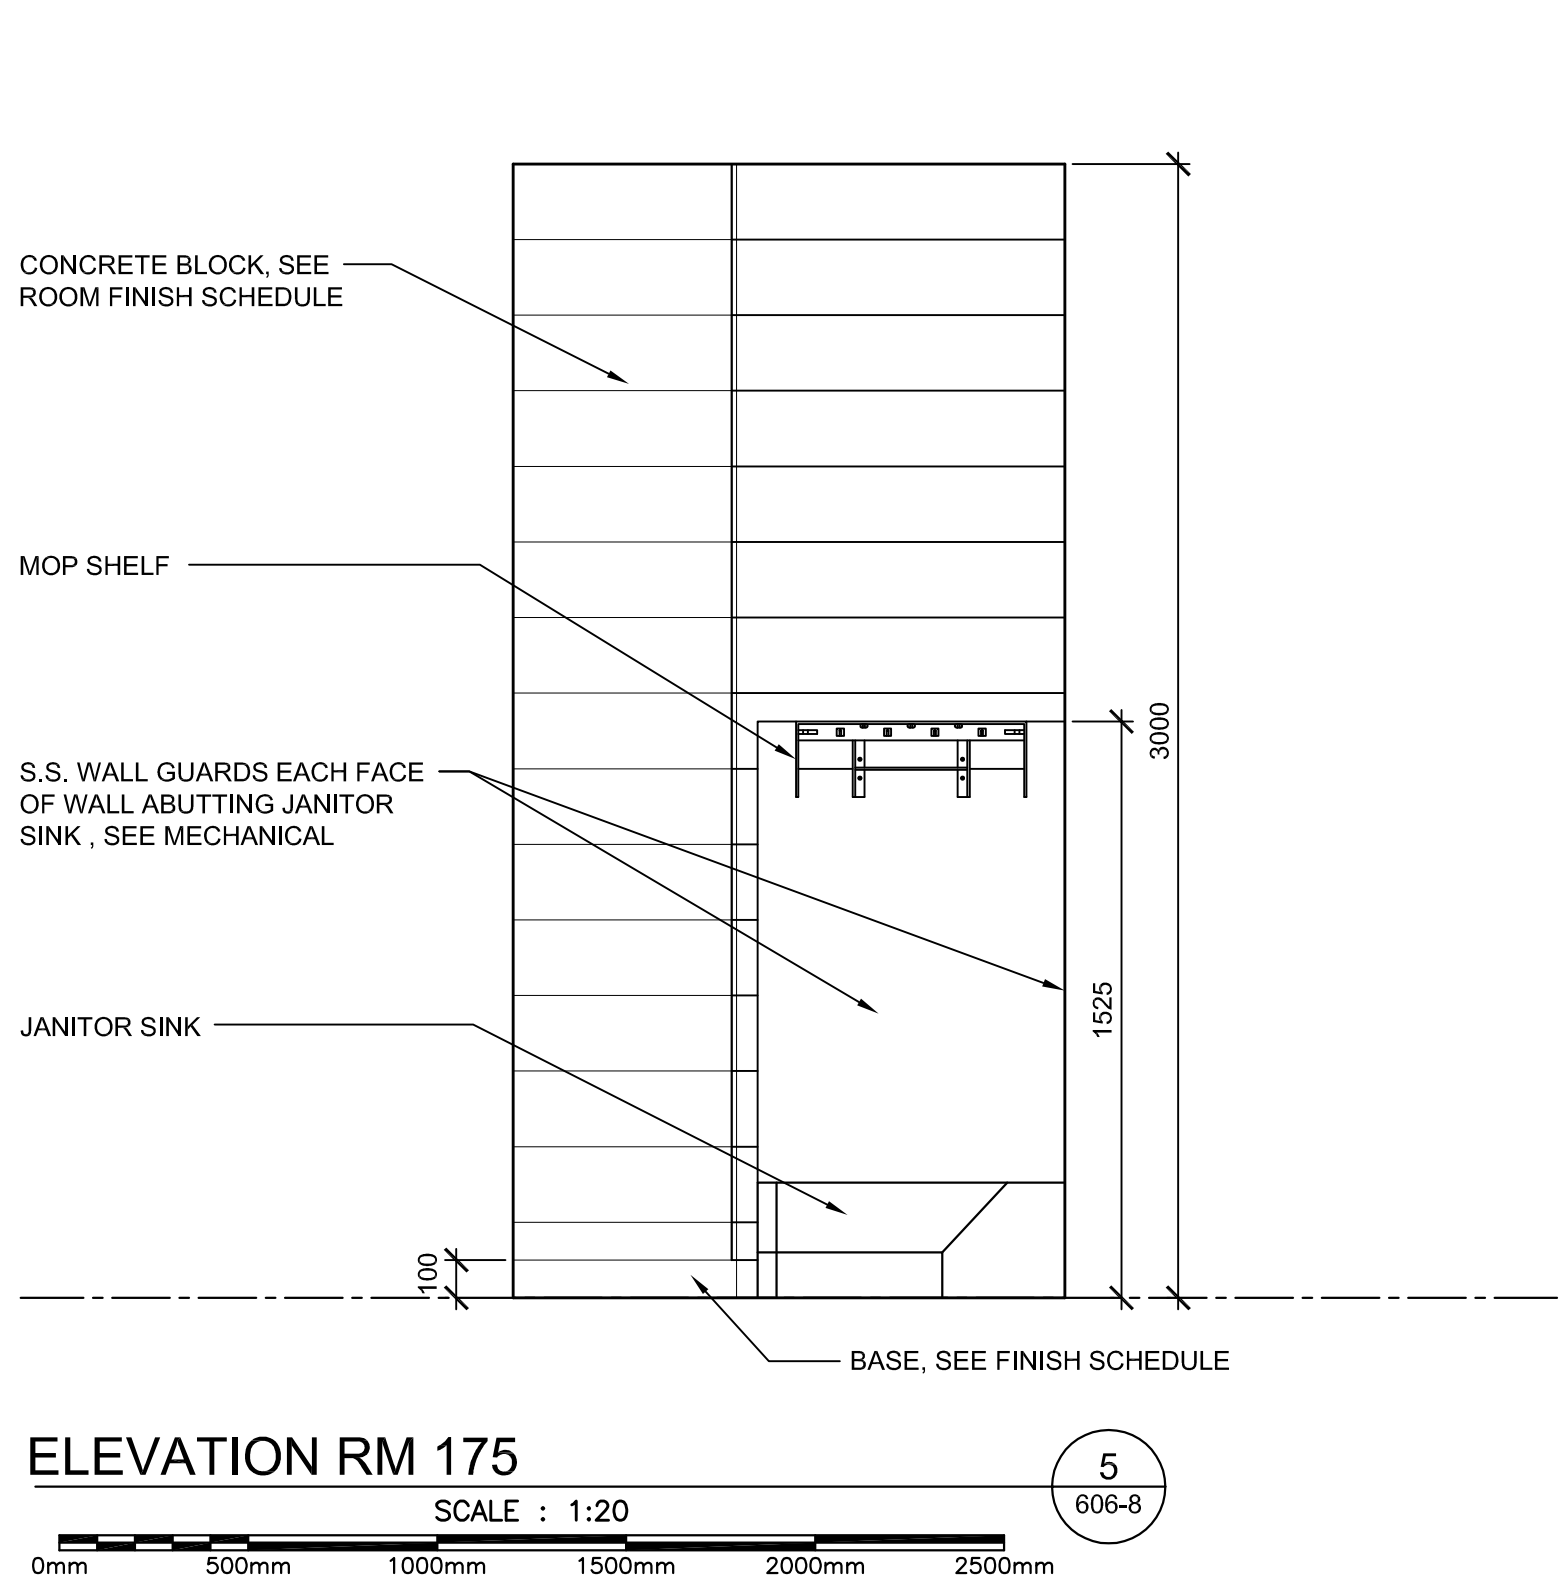 CONCRETE BLOCK, SEE
ROOM FINISH SCHEDULE
MOP SHELF
S.S. WALL GUARDS EACH FACE
OF WALL ABUTTING JANITOR
SINK , SEE MECHANICAL
JANITOR SINK
3000
1525
100
BASE, SEE FINISH SCHEDULE
ELEVATION RM 175
5
606-8
SCALE : 1:20
0mm 500mm 1000mm 1500mm 2000mm 2500mm